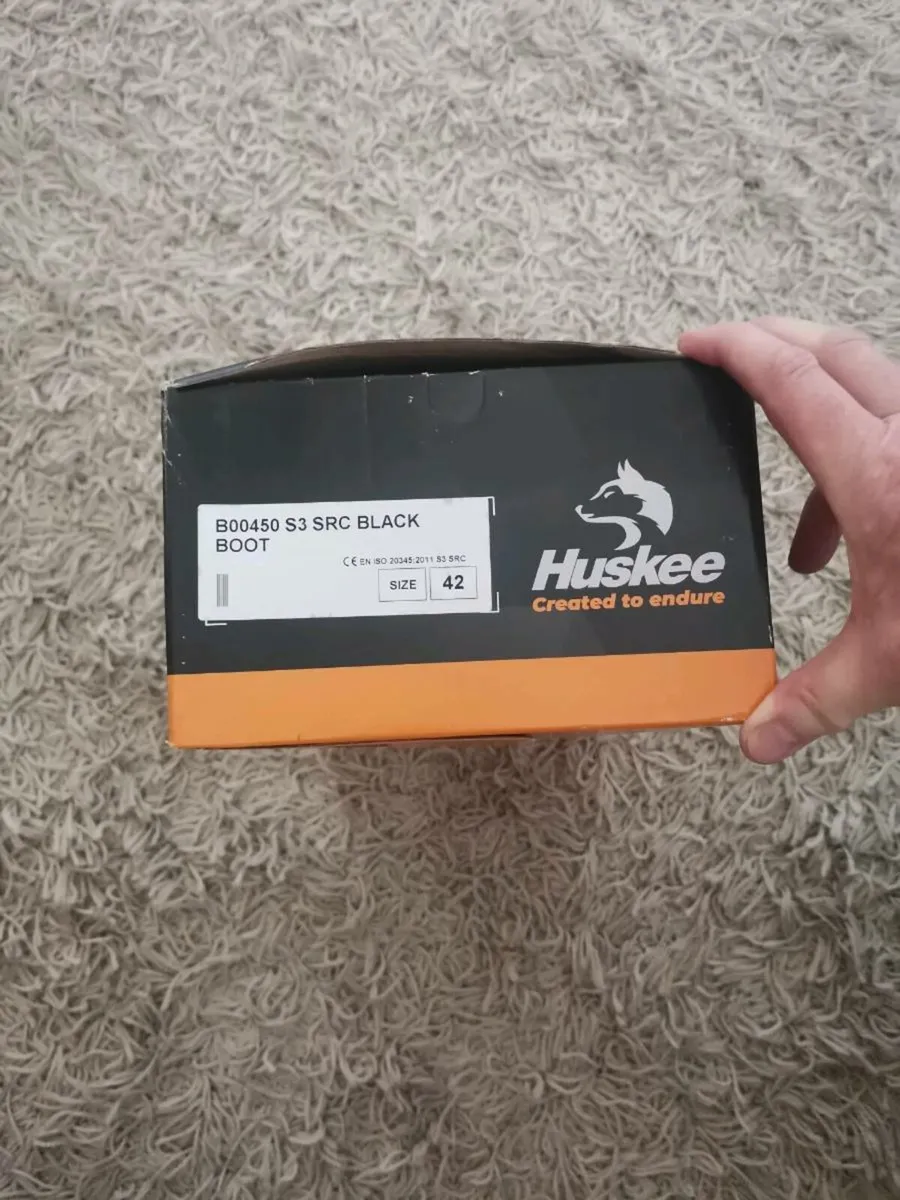 B00450 S3 SRC BLACK
BOOT
CE EN ISO 20345:2011 S3 SRC
SIZE 42
Huskee
Created to endure